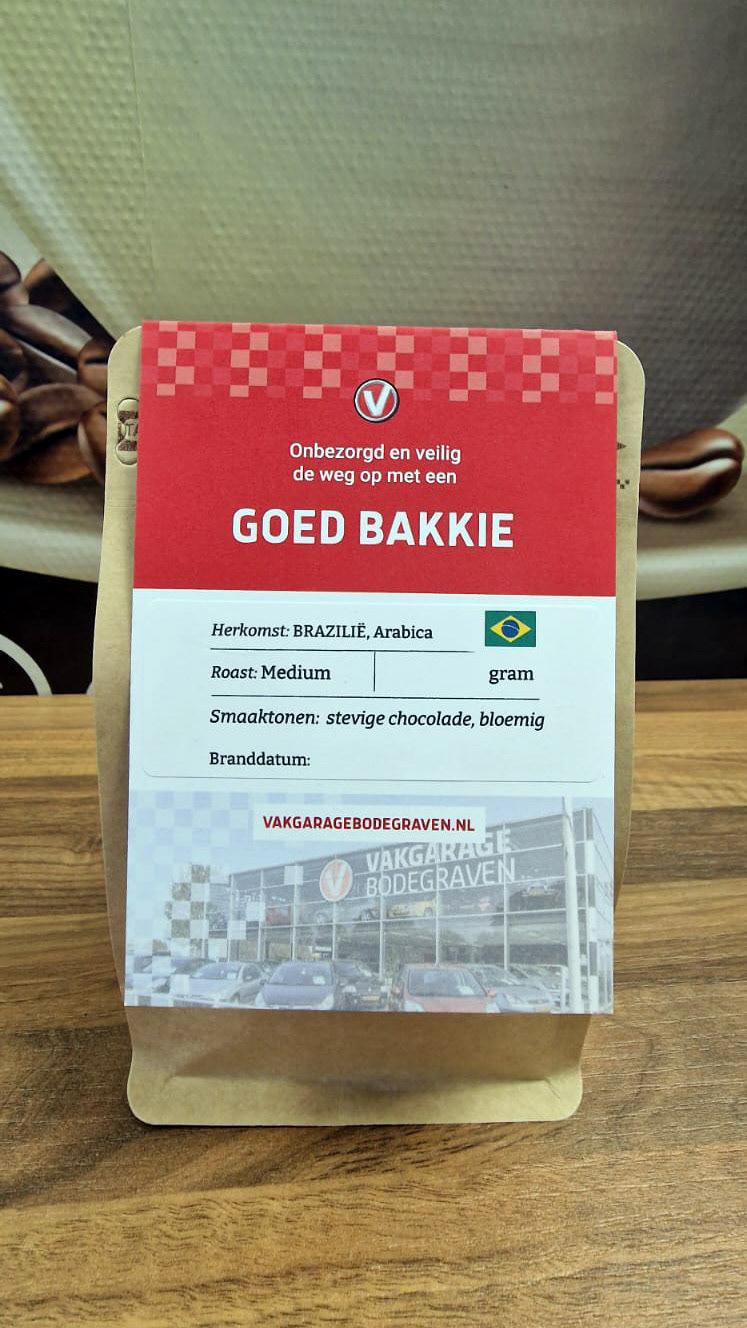 V
Onbezorgd en veilig
de weg op met een
GOED BAKKIE
Herkomst: BRAZILIË, Arabica
Roast: Medium gram
Smaaktonen: stevige chocolade, bloemig
Branddatum:
VAKGARAGEBODEGRAVEN.NL
V VAKGARAGE
BODEGRAVEN